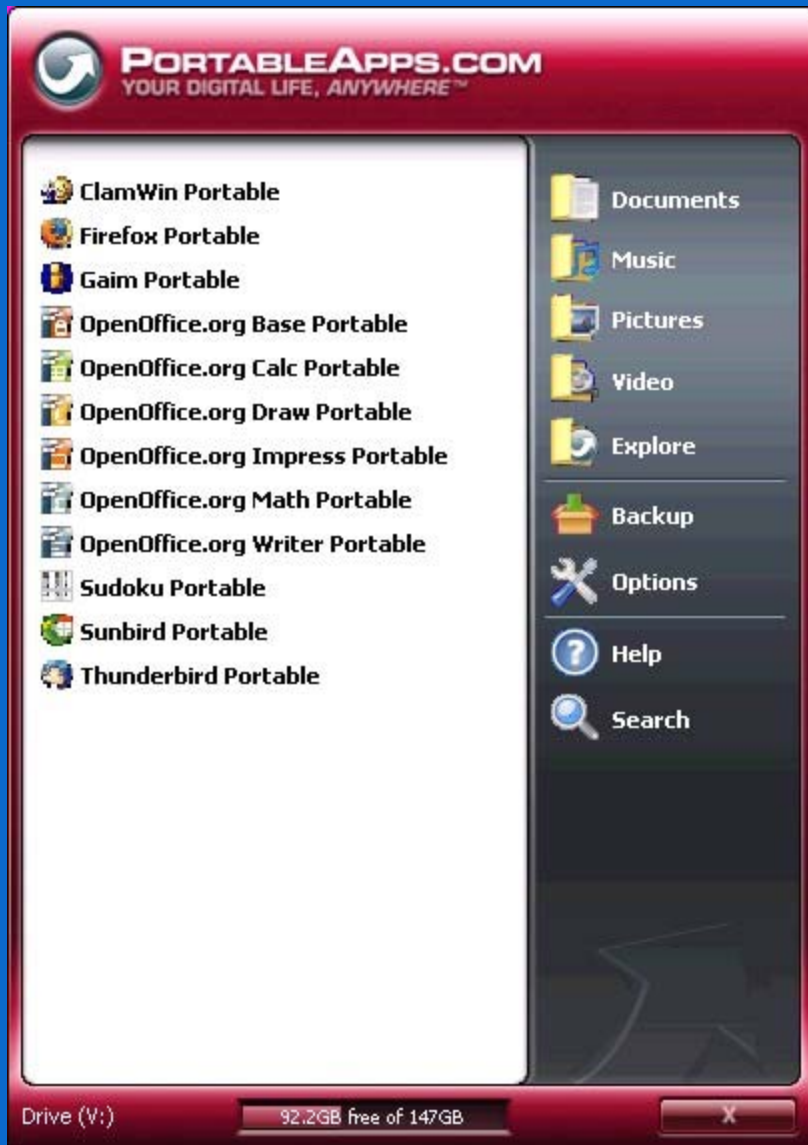 PORTABLEAPPS.COM
YOUR DIGITAL LIFE, ANYWHERE™
ClamWin Portable
Firefox Portable
Gaim Portable
OpenOffice.org Base Portable
OpenOffice.org Calc Portable
OpenOffice.org Draw Portable
OpenOffice.org Impress Portable
OpenOffice.org Math Portable
OpenOffice.org Writer Portable
Sudoku Portable
Sunbird Portable
Thunderbird Portable
Documents
Music
Pictures
Video
Explore
Backup
Options
Help
Search
Drive (V:)
92.2GB free of 147GB
X